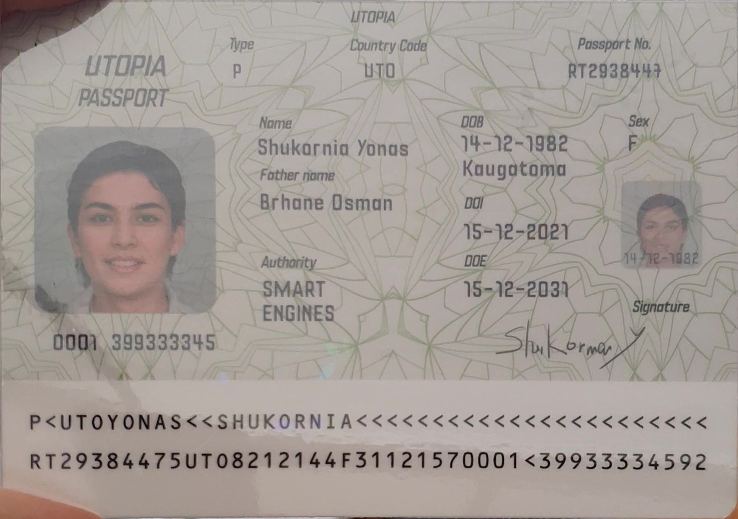 UTOPIA
Type Country Code Passport No.
UTOPIA P UTO RT2938447
PASSPORT
Name DOB Sex
Shukornia Yonas 14-12-1982 F
Father name Kaugatoma
Brhane Osman DOI
15-12-2021
14-12-1982
Authority DOE
SMART 15-12-2031
ENGINES Signature
0001 399333345
P<UTOYONAS<<SHUKORNIA<<<<<<<<<<<<<<<<<<<<<<<
RT29384475UTO8212144F31121570001<39933334592